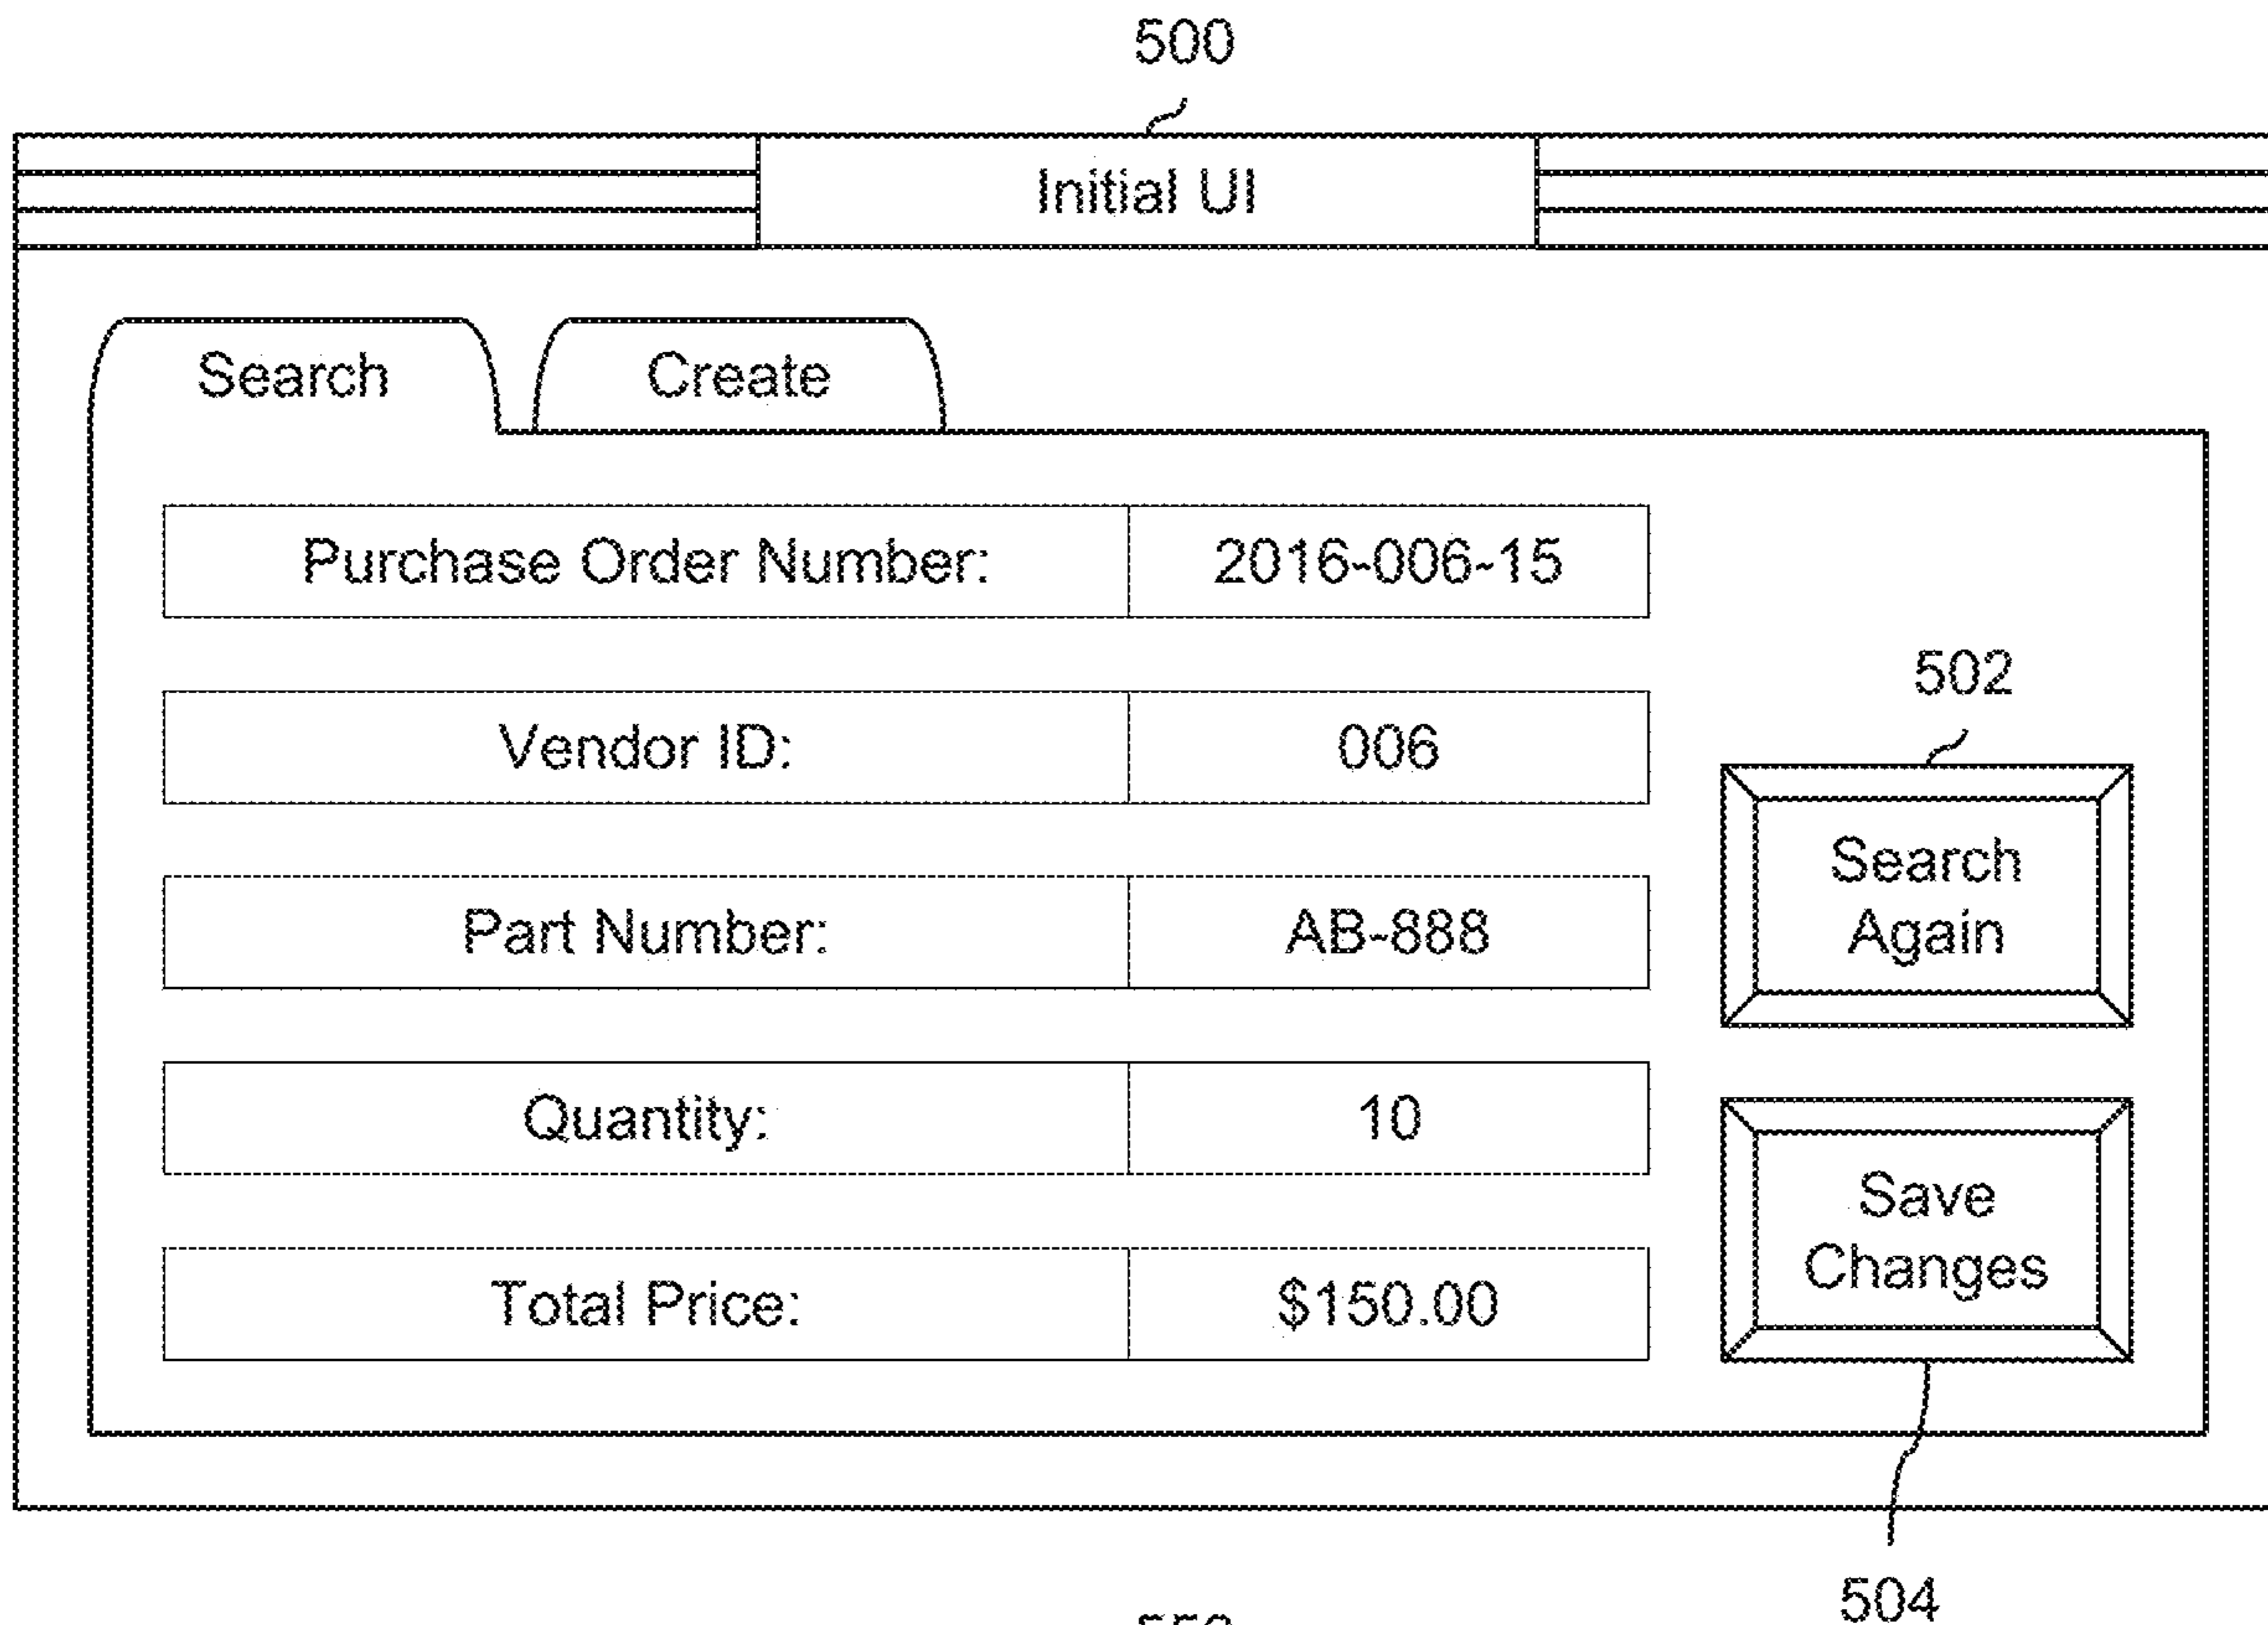 500
Initial UI
Search
Create
Purchase Order Number: 2016-006-15
Vendor ID: 006
Part Number: AB-888
Quantity: 10
Total Price: $150.00
502
Search
Again
Save
Changes
504